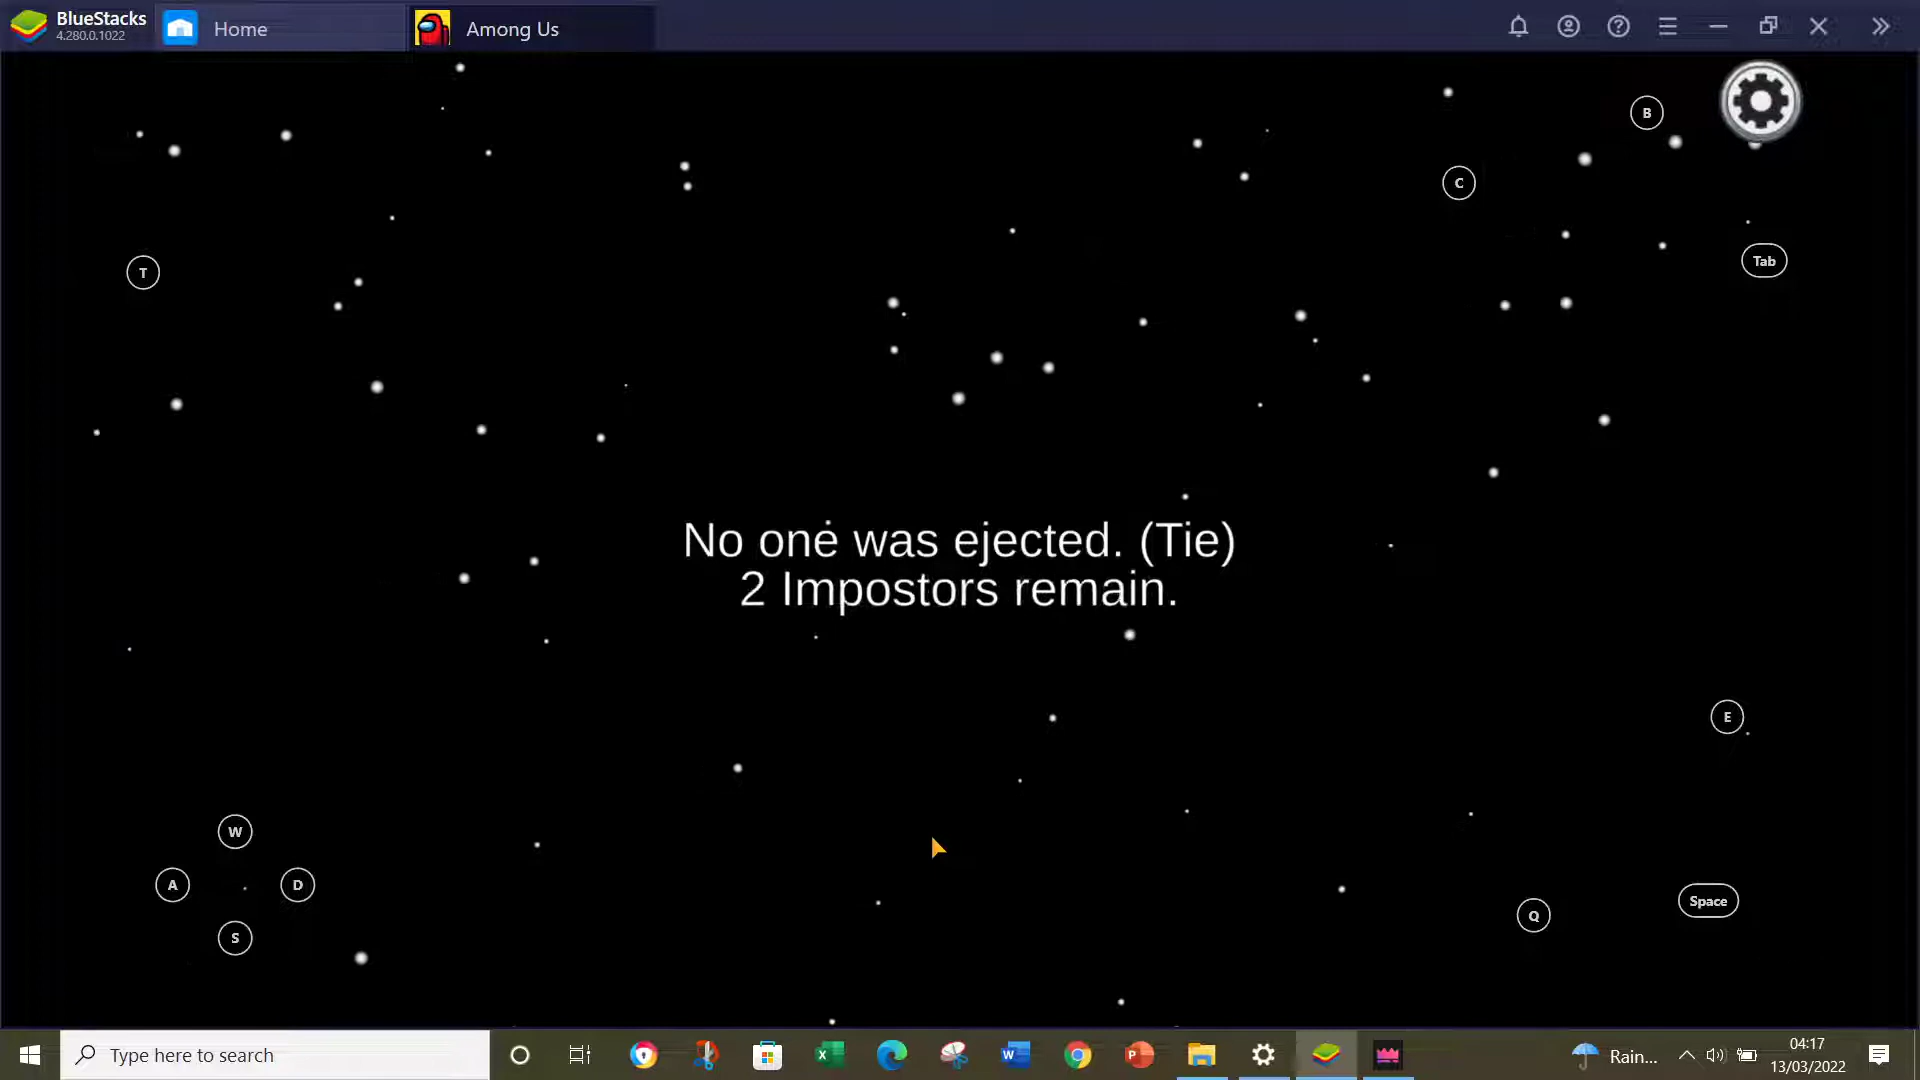 BlueStacks
4.280.0.1022
Home
Among Us
B
C
T
Tab
No one was ejected. (Tie)
2 Impostors remain.
E
W
A
D
S
Q
Space
Type here to search
Rain...
04:17
13/03/2022